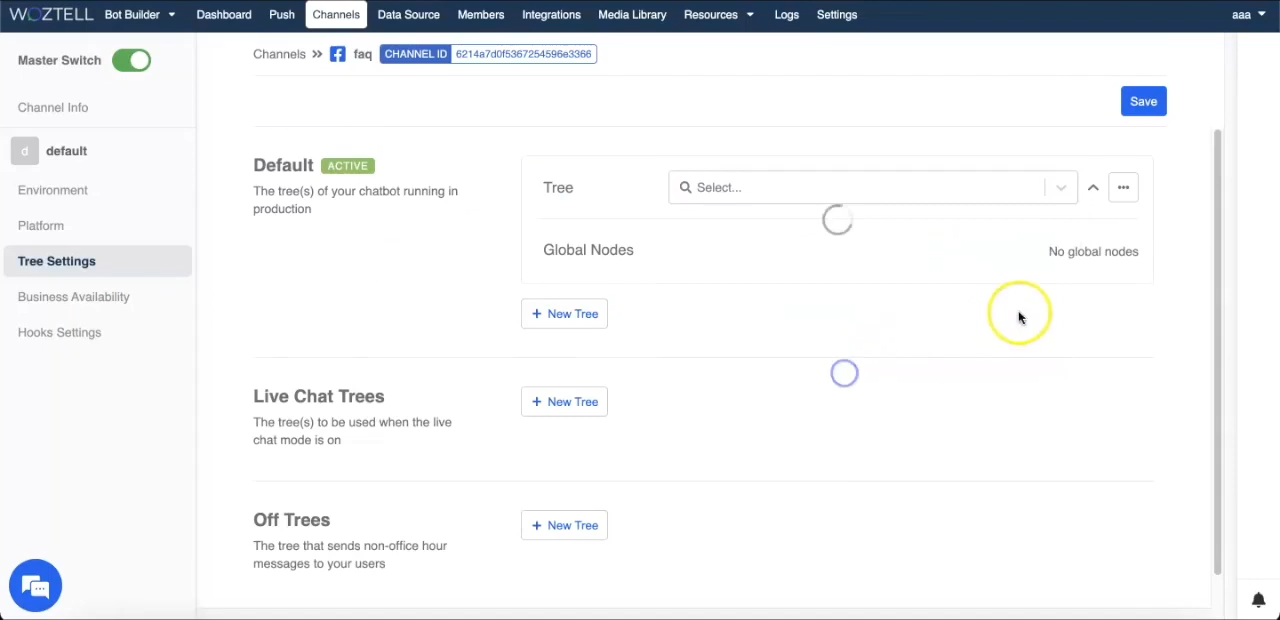 WOZTELL Bot Builder Dashboard Push Channels Data Source Members Integrations Media Library Resources Logs Settings aaa
Master Switch
Channel Info
d default
Environment
Platform
Tree Settings
Business Availability
Hooks Settings
Channels >> faq CHANNEL ID 6214a7d0f5367254596e3366
Save
Default ACTIVE
The tree(s) of your chatbot running in
production
Tree Select... •••
Global Nodes No global nodes
+ New Tree
Live Chat Trees
The tree(s) to be used when the live
chat mode is on
+ New Tree
Off Trees
The tree that sends non-office hour
messages to your users
+ New Tree